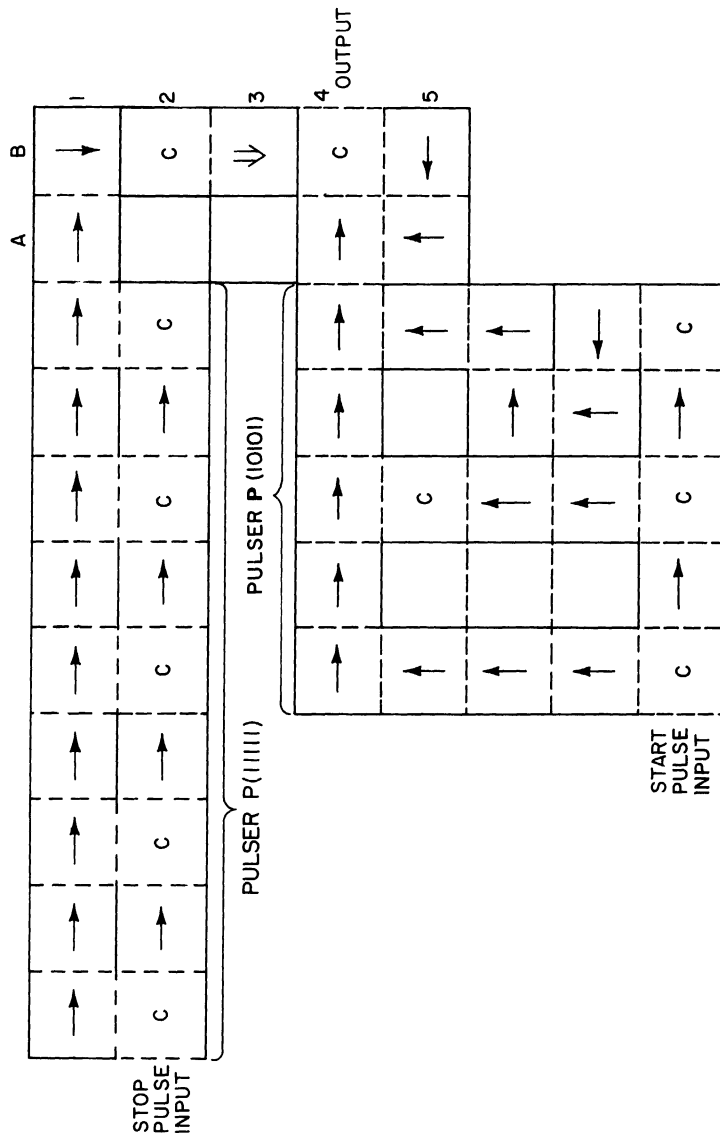 A B
1
STOP
PULSE
INPUT
C C C C C C 2
3
PULSER P(11111)
PULSER P (10101)
C 4
OUTPUT
C 5
START
PULSE
INPUT
C C C